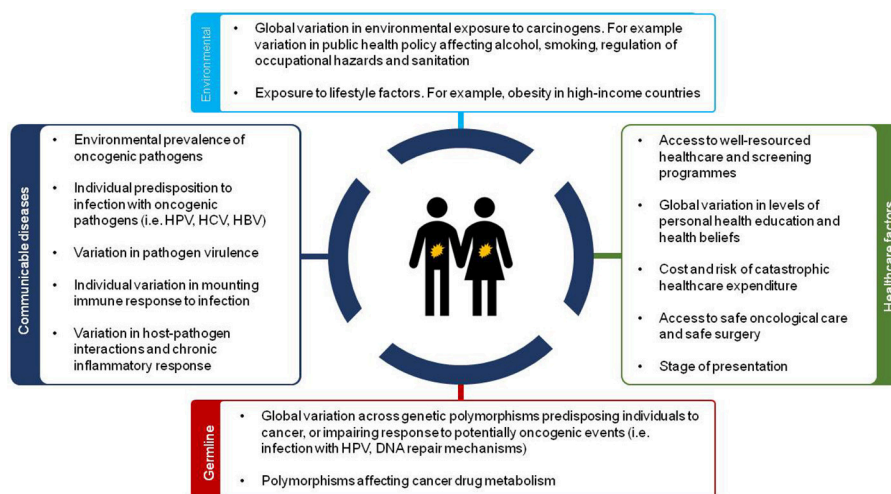 Environmental
• Global variation in environmental exposure to carcinogens. For example
variation in public health policy affecting alcohol, smoking, regulation of
occupational hazards and sanitation
• Exposure to lifestyle factors. For example, obesity in high-income countries
Communicable diseases
• Environmental prevalence of
oncogenic pathogens
• Individual predisposition to
infection with oncogenic
pathogens (i.e. HPV, HCV, HBV)
• Variation in pathogen virulence
• Individual variation in mounting
immune response to infection
• Variation in host-pathogen
interactions and chronic
inflammatory response
• Access to well-resourced
healthcare and screening
programmes
• Global variation in levels of
personal health education and
health beliefs
• Cost and risk of catastrophic
healthcare expenditure
• Access to safe oncological care
and safe surgery
• Stage of presentation
Healthcare factors
Germline
• Global variation across genetic polymorphisms predisposing individuals to
cancer, or impairing response to potentially oncogenic events (i.e.
infection with HPV, DNA repair mechanisms)
• Polymorphisms affecting cancer drug metabolism